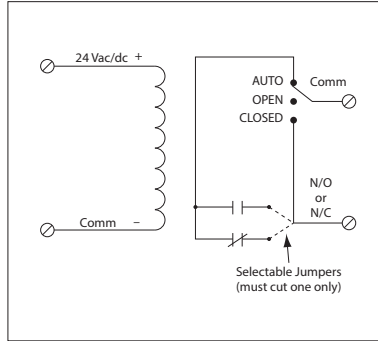 24 Vac/dc +
AUTO
Comm
OPEN
CLOSED
N/O
or
N/C
Comm –
Selectable Jumpers
(must cut one only)